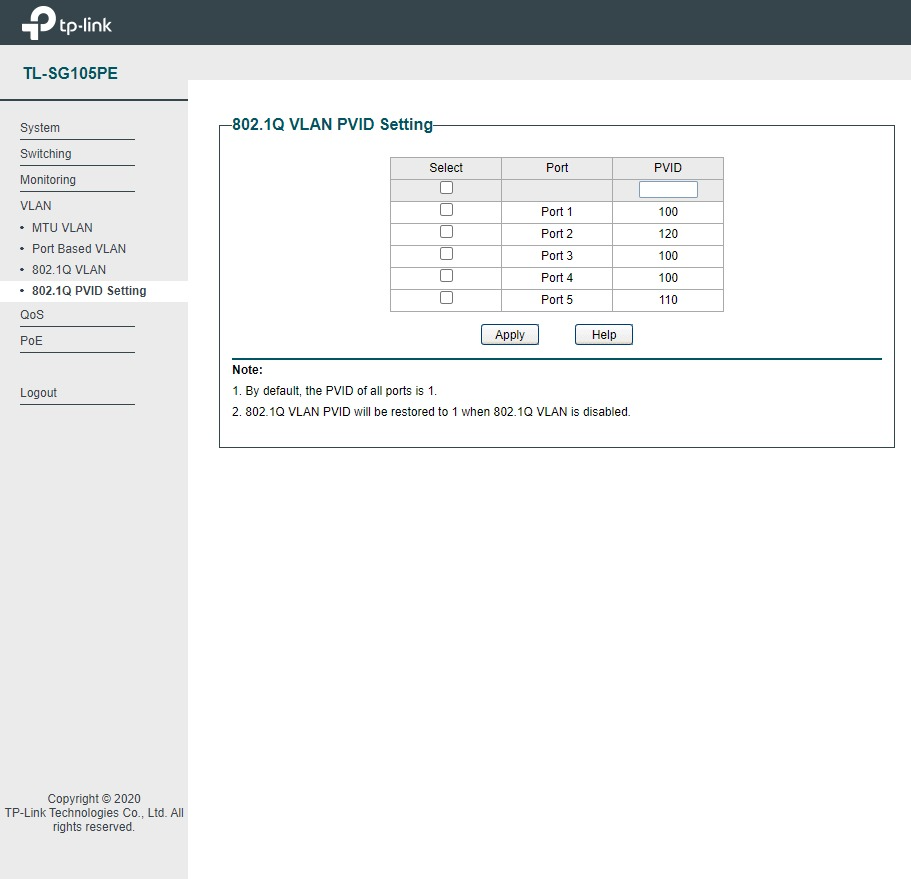 tp-link
TL-SG105PE
System
Switching
Monitoring
VLAN
• MTU VLAN
• Port Based VLAN
• 802.1Q VLAN
• 802.1Q PVID Setting
QoS
PoE
Logout
Copyright © 2020
TP-Link Technologies Co., Ltd. All
rights reserved.
802.1Q VLAN PVID Setting
Select Port PVID
Port 1 100
Port 2 120
Port 3 100
Port 4 100
Port 5 110
Apply Help
Note:
1. By default, the PVID of all ports is 1.
2. 802.1Q VLAN PVID will be restored to 1 when 802.1Q VLAN is disabled.